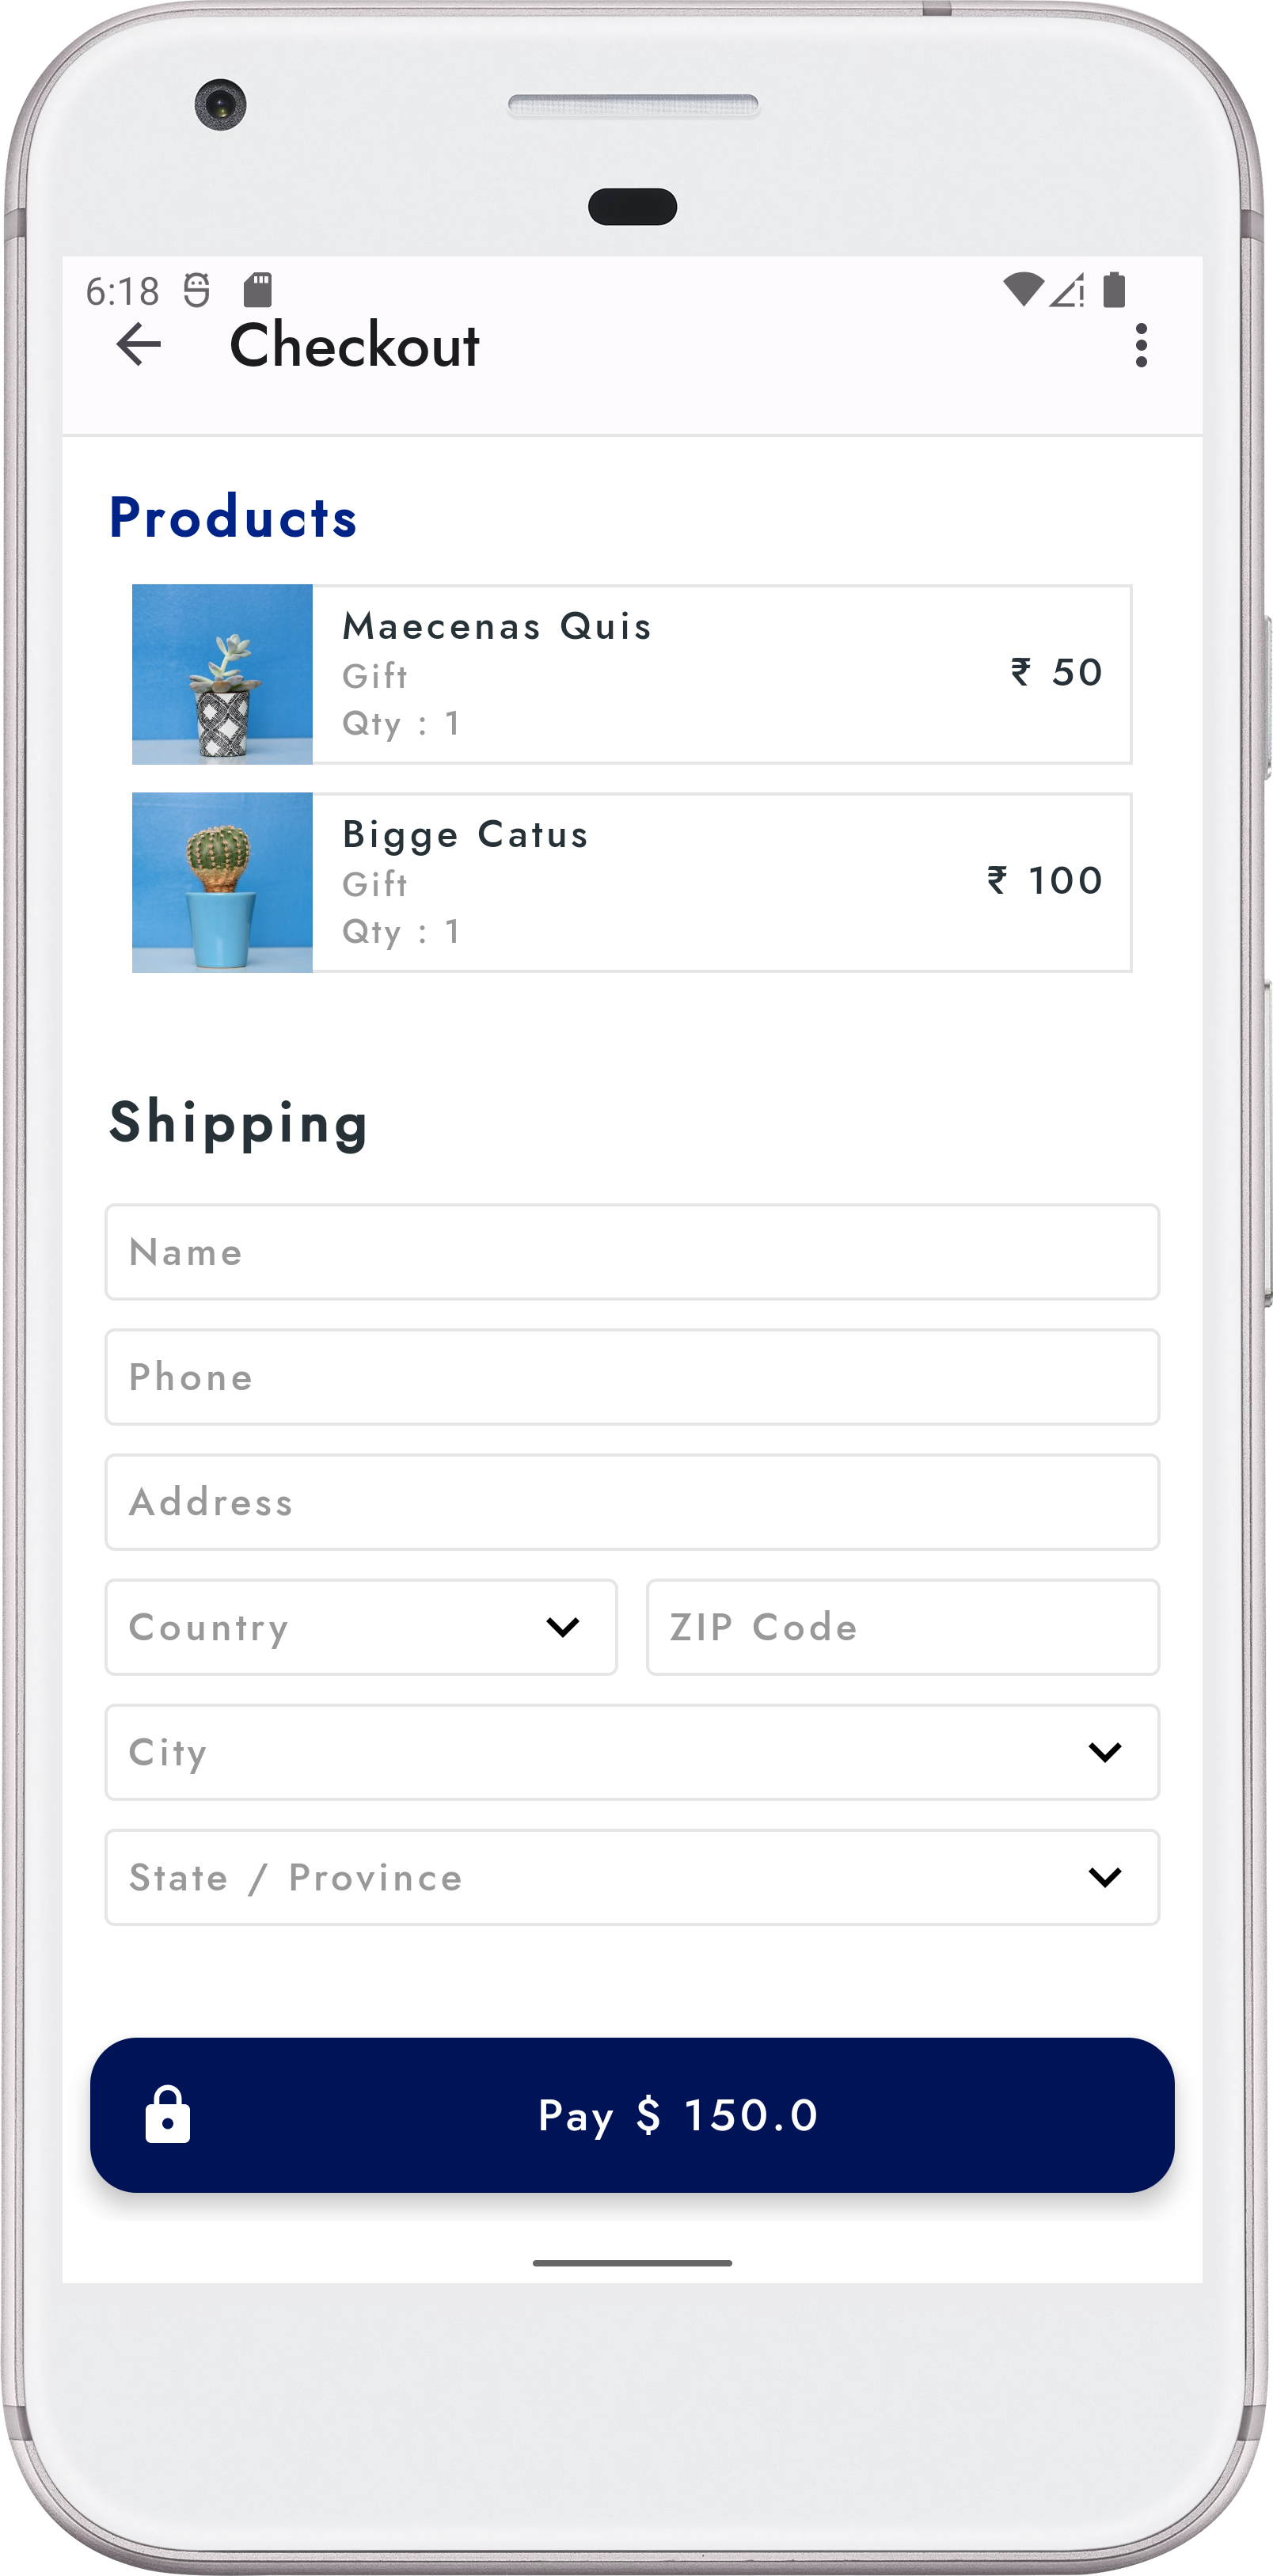 6:18
Checkout
Products
Maecenas Quis
Gift
₹ 50
Qty : 1
Bigge Catus
Gift
₹ 100
Qty : 1
Shipping
Name
Phone
Address
Country
ZIP Code
City
State / Province
Pay $ 150.0